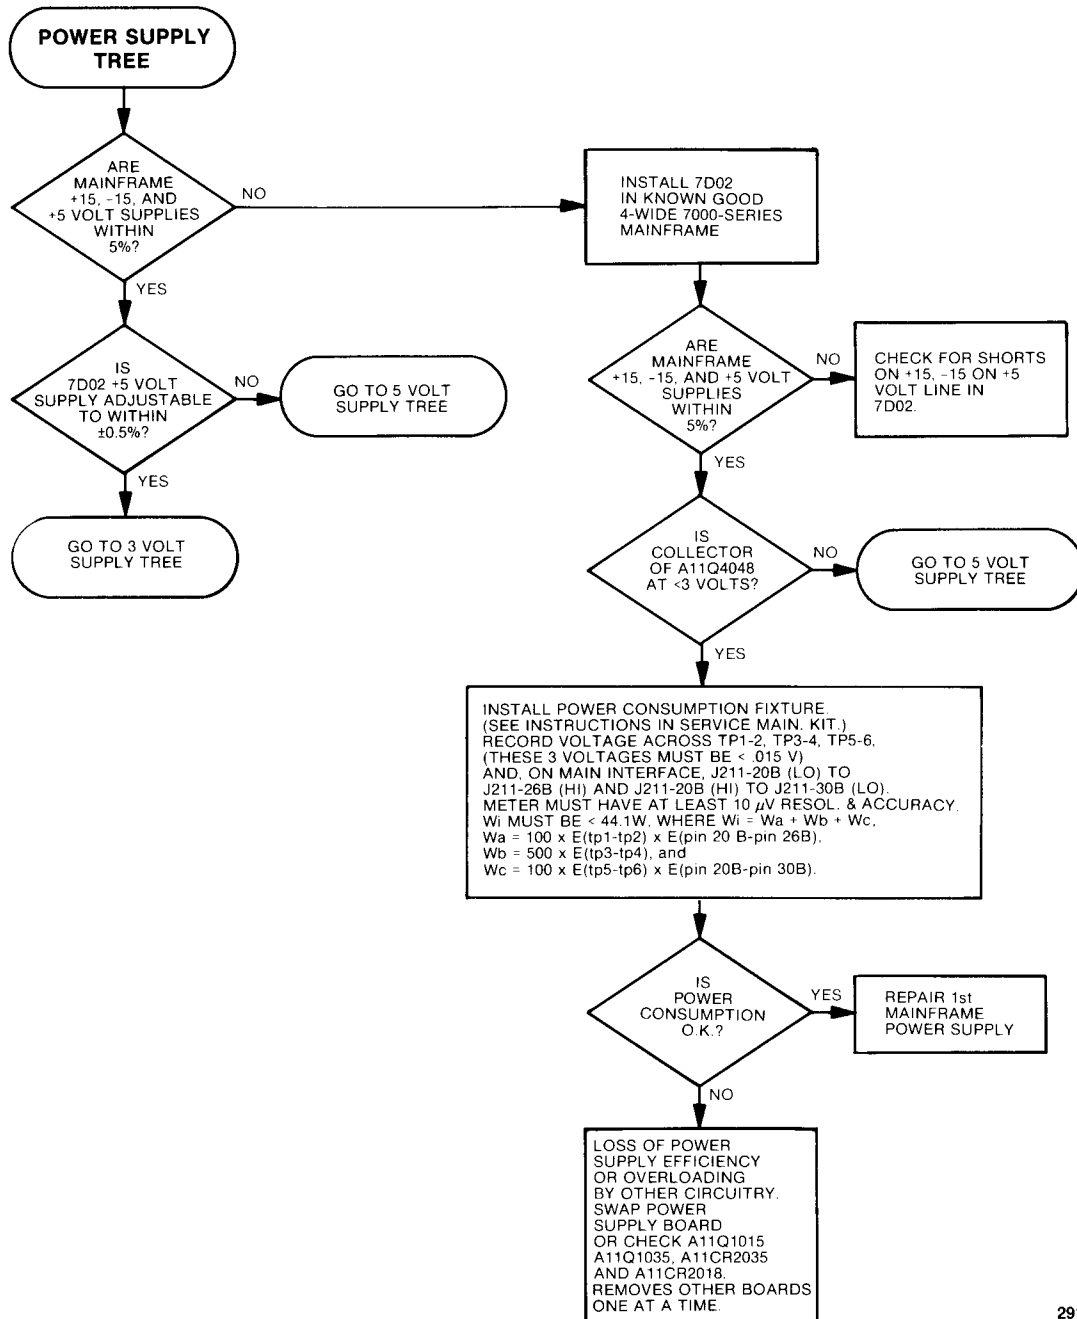 POWER SUPPLY
TREE
ARE
MAINFRAME
+15, -15, AND
+5 VOLT SUPPLIES
WITHIN
5%?
NO
YES
IS
7D02 +5 VOLT
SUPPLY ADJUSTABLE
TO WITHIN
±0.5%?
NO
GO TO 5 VOLT
SUPPLY TREE
YES
GO TO 3 VOLT
SUPPLY TREE
INSTALL 7D02
IN KNOWN GOOD
4-WIDE 7000-SERIES
MAINFRAME
ARE
MAINFRAME
+15, -15, AND +5 VOLT
SUPPLIES
WITHIN
5%?
NO
CHECK FOR SHORTS
ON +15, -15 ON +5
VOLT LINE IN
7D02.
YES
IS
COLLECTOR
OF A11Q4048
AT <3 VOLTS?
NO
GO TO 5 VOLT
SUPPLY TREE
YES
INSTALL POWER CONSUMPTION FIXTURE.
(SEE INSTRUCTIONS IN SERVICE MAIN. KIT.)
RECORD VOLTAGE ACROSS TP1-2, TP3-4, TP5-6,
(THESE 3 VOLTAGES MUST BE < .015 V)
AND, ON MAIN INTERFACE, J211-20B (LO) TO
J211-26B (HI) AND J211-20B (HI) TO J211-30B (LO).
METER MUST HAVE AT LEAST 10 µV RESOL. & ACCURACY.
Wi MUST BE < 44.1W, WHERE Wi = Wa + Wb + Wc,
Wa = 100 x E(tp1-tp2) x E(pin 20 B-pin 26B),
Wb = 500 x E(tp3-tp4), and
Wc = 100 x E(tp5-tp6) x E(pin 20B-pin 30B).
IS
POWER
CONSUMPTION
O.K.?
YES
REPAIR 1st
MAINFRAME
POWER SUPPLY
NO
LOSS OF POWER
SUPPLY EFFICIENCY
OR OVERLOADING
BY OTHER CIRCUITRY.
SWAP POWER
SUPPLY BOARD
OR CHECK A11Q1015
A11Q1035, A11CR2035
AND A11CR2018.
REMOVES OTHER BOARDS
ONE AT A TIME.